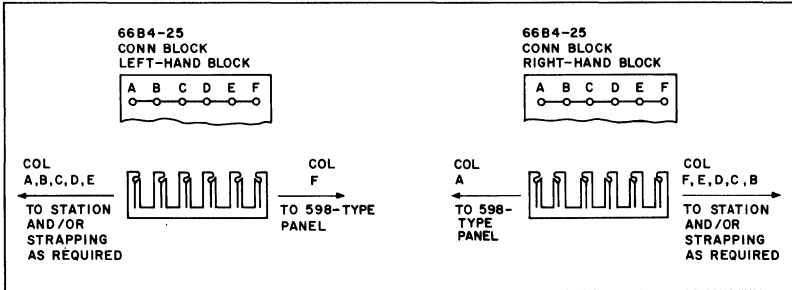 66B4-25
CONN BLOCK
LEFT-HAND BLOCK
A B C D E F
COL
A,B,C,D,E
TO STATION
AND/OR
STRAPPING
AS REQUIRED
COL
F
TO 598-TYPE
PANEL
66B4-25
CONN BLOCK
RIGHT-HAND BLOCK
A B C D E F
COL
A
TO 598-
TYPE
PANEL
COL
F,E,D,C,B
TO STATION
AND/OR
STRAPPING
AS REQUIRED